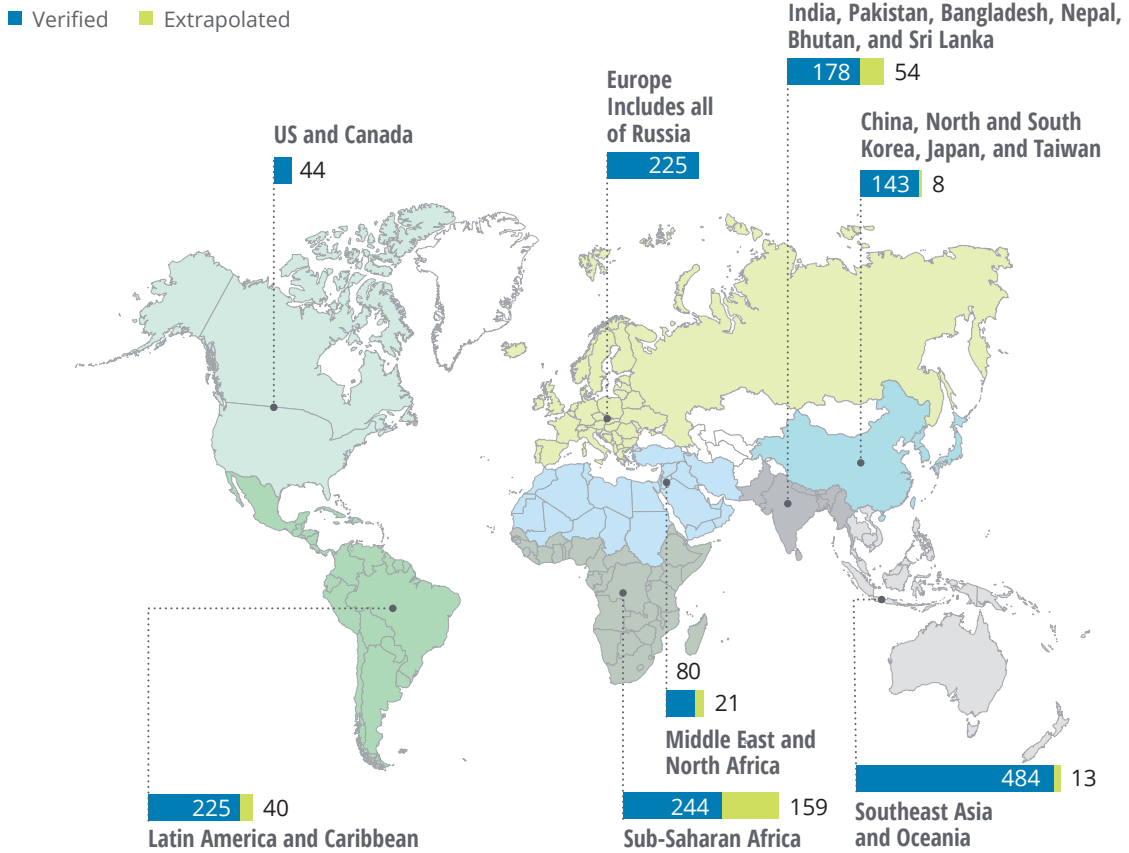 Verified
Extrapolated
India, Pakistan, Bangladesh, Nepal,
Bhutan, and Sri Lanka
178
54
Europe
Includes all
of Russia
225
China, North and South
Korea, Japan, and Taiwan
143
8
US and Canada
44
80
21
Middle East and
North Africa
484
13
Southeast Asia
and Oceania
225
40
Latin America and Caribbean
244
159
Sub-Saharan Africa